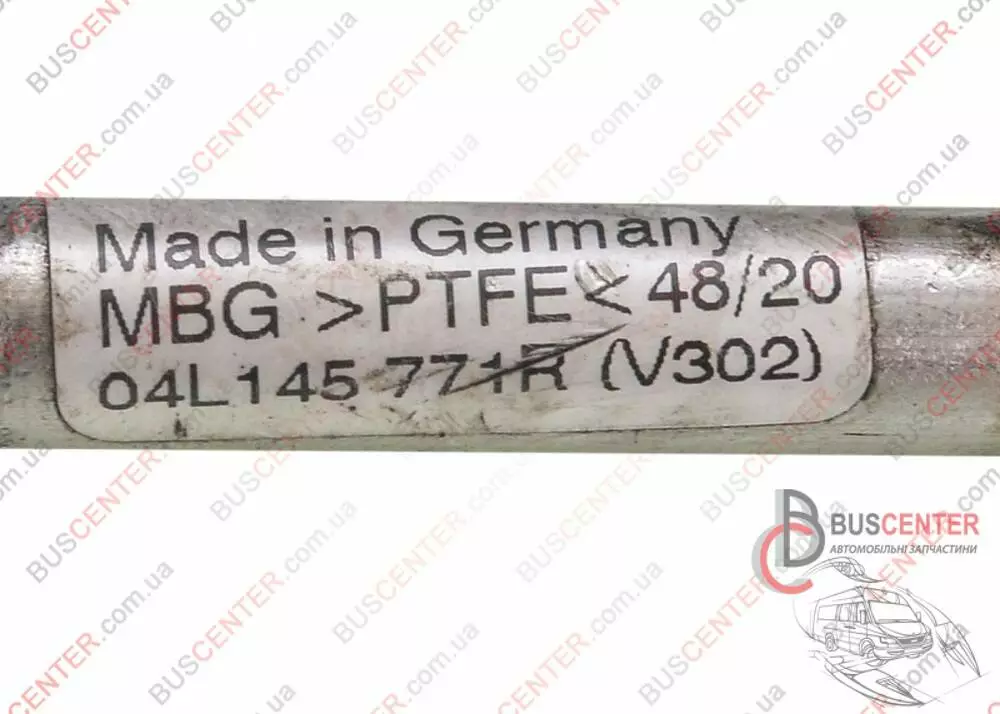 Made in Germany
MBG >PTFE< 48/20
04L145 771R (V302)
BUSCENTER
АВТОМОБІЛЬНІ ЗАПЧАСТИНИ
BUSCENTER.com.ua